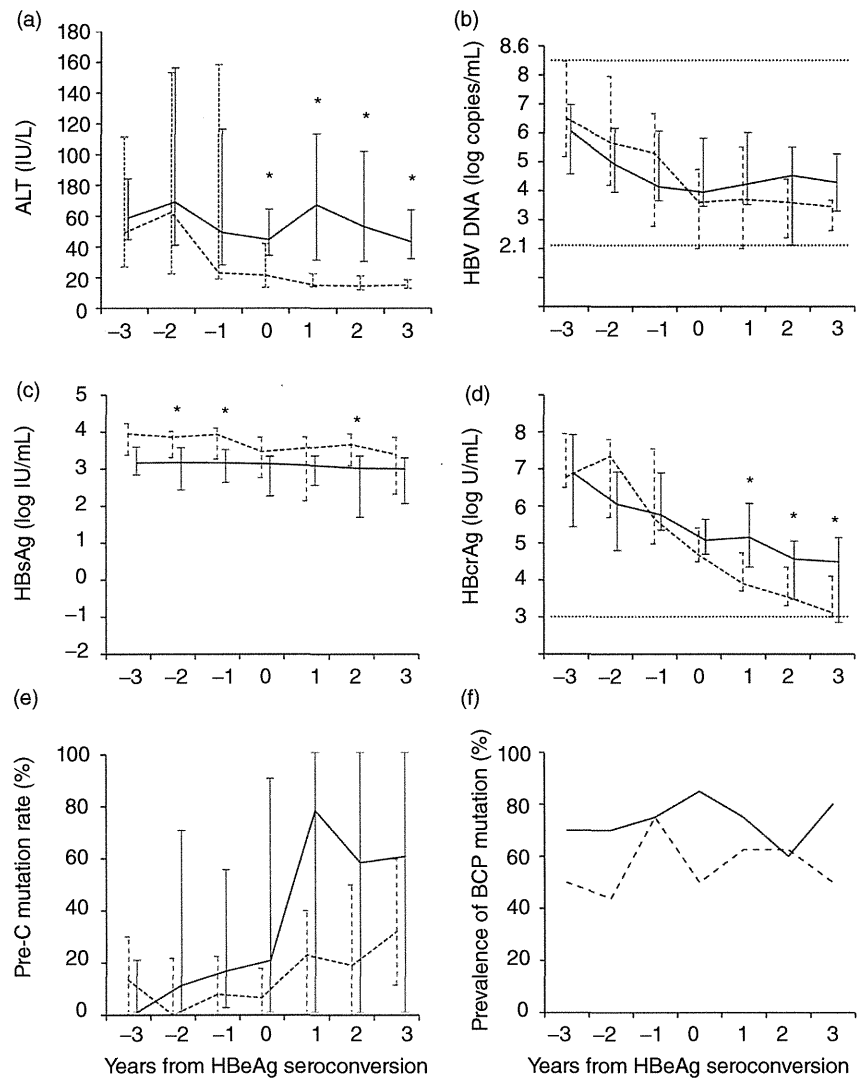 (a)
ALT (IU/L)
180
160
140
120
100
180
60
40
20
0
* * * *
–3 –2 –1 0 1 2 3
(b)
HBV DNA (log copies/mL)
8.6
8
7
6
5
4
3
2.1
–3 –2 –1 0 1 2 3
(c)
HBsAg (log IU/mL)
5
4
3
2
1
0
–1
–2
* * *
–3 –2 –1 0 1 2 3
(d)
HBcrAg (log U/mL)
8
7
6
5
4
3
* * *
–3 –2 –1 0 1 2 3
(e)
Pre-C mutation rate (%)
100
80
60
40
20
0
–3 –2 –1 0 1 2 3
Years from HBeAg seroconversion
(f)
Prevalence of BCP mutation (%)
100
80
60
40
20
0
–3 –2 –1 0 1 2 3
Years from HBeAg seroconversion